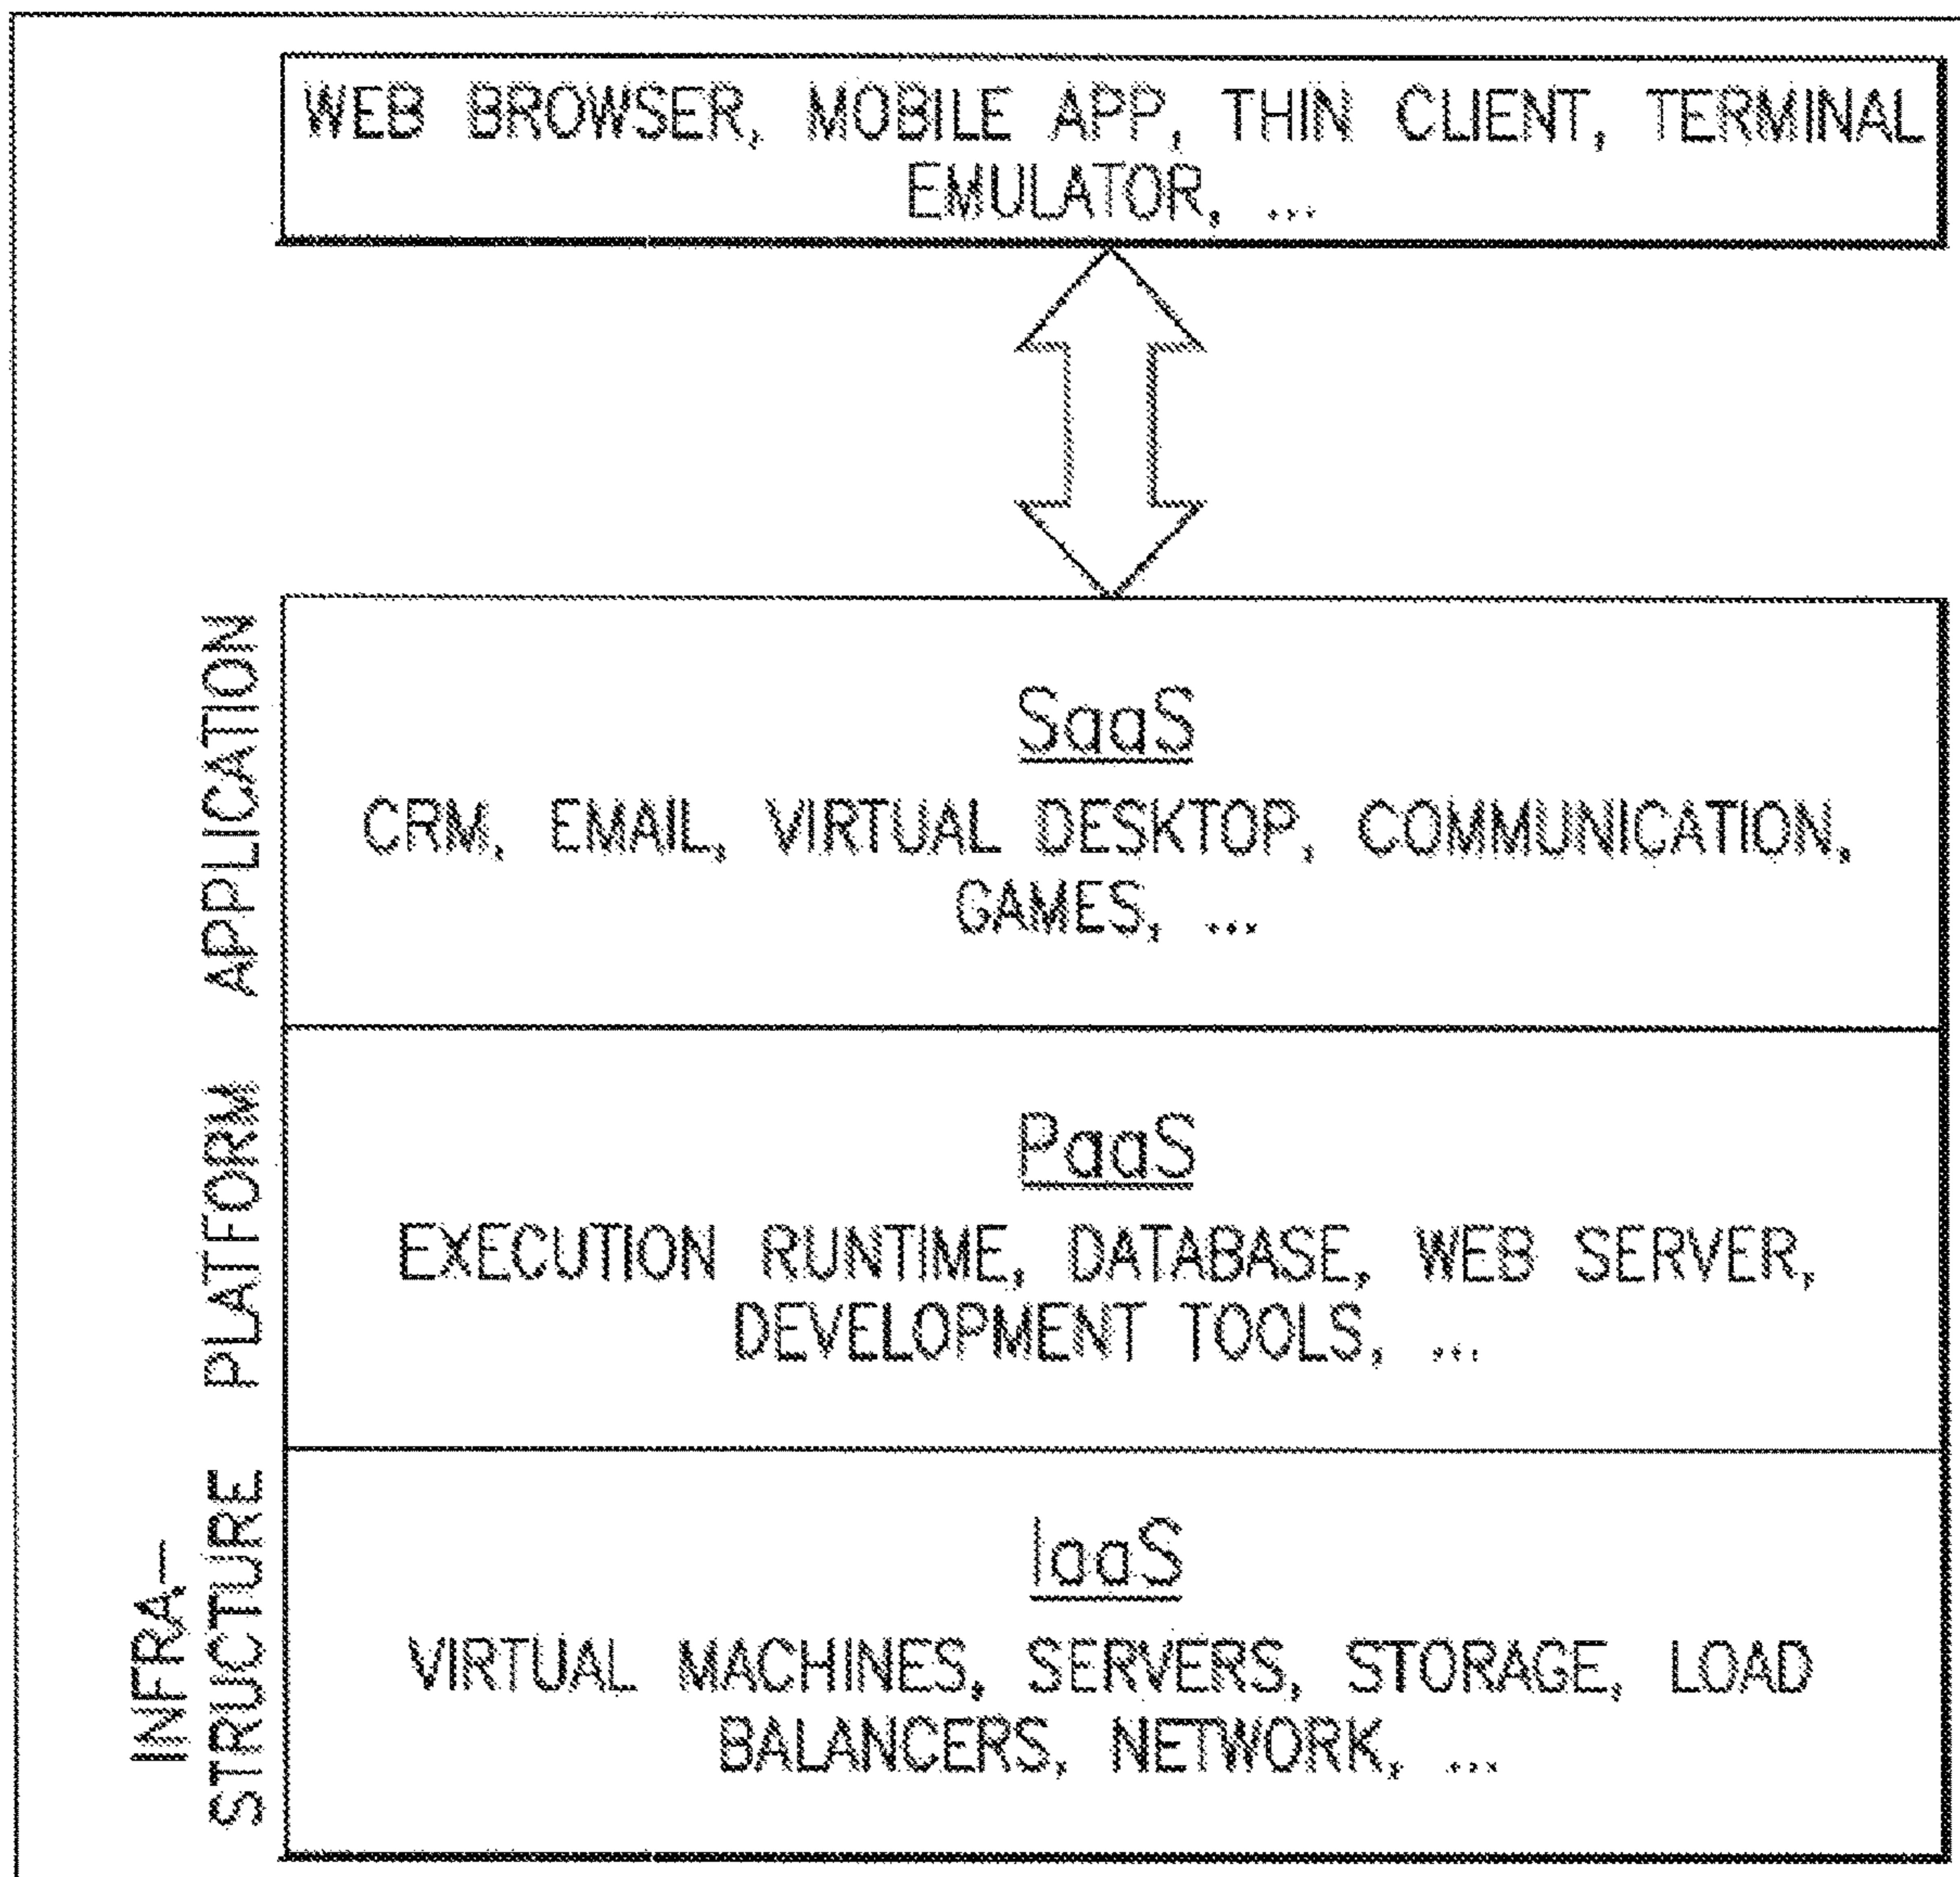 WEB BROWSER, MOBILE APP, THIN CLIENT, TERMINAL
EMULATOR, ...
APPLICATION
SaaS
CRM, EMAIL, VIRTUAL DESKTOP, COMMUNICATION,
GAMES, ...
PLATFORM
PaaS
EXECUTION RUNTIME, DATABASE, WEB SERVER,
DEVELOPMENT TOOLS, ...
INFRA-
STRUCTURE
IaaS
VIRTUAL MACHINES, SERVERS, STORAGE, LOAD
BALANCERS, NETWORK, ...